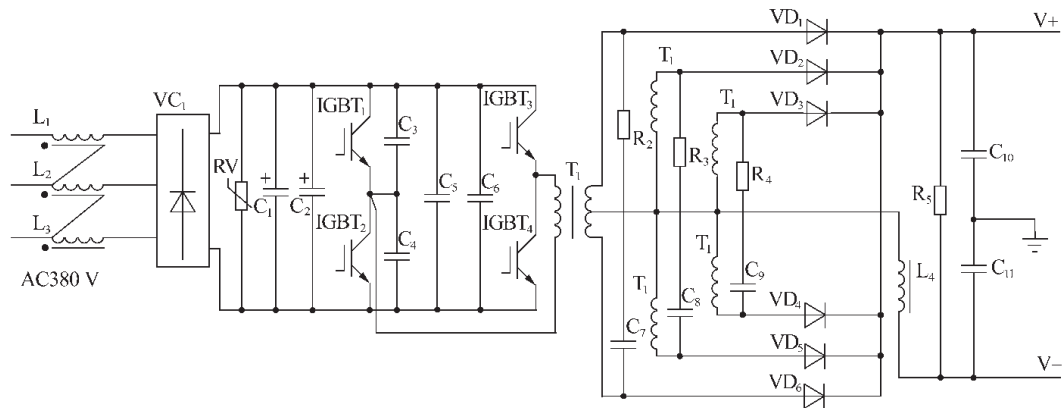 L₁
L₂
L₃
AC380 V
VC₁
RV
C₁
C₂
IGBT₁
IGBT₂
C₃
C₄
C₅
C₆
IGBT₃
IGBT₄
T₁
R₂
C₇
T₁
T₁
R₃
C₈
T₁
T₁
R₄
C₉
VD₁
VD₂
VD₃
VD₄
VD₅
VD₆
L₄
R₅
C₁₀
C₁₁
V+
V−